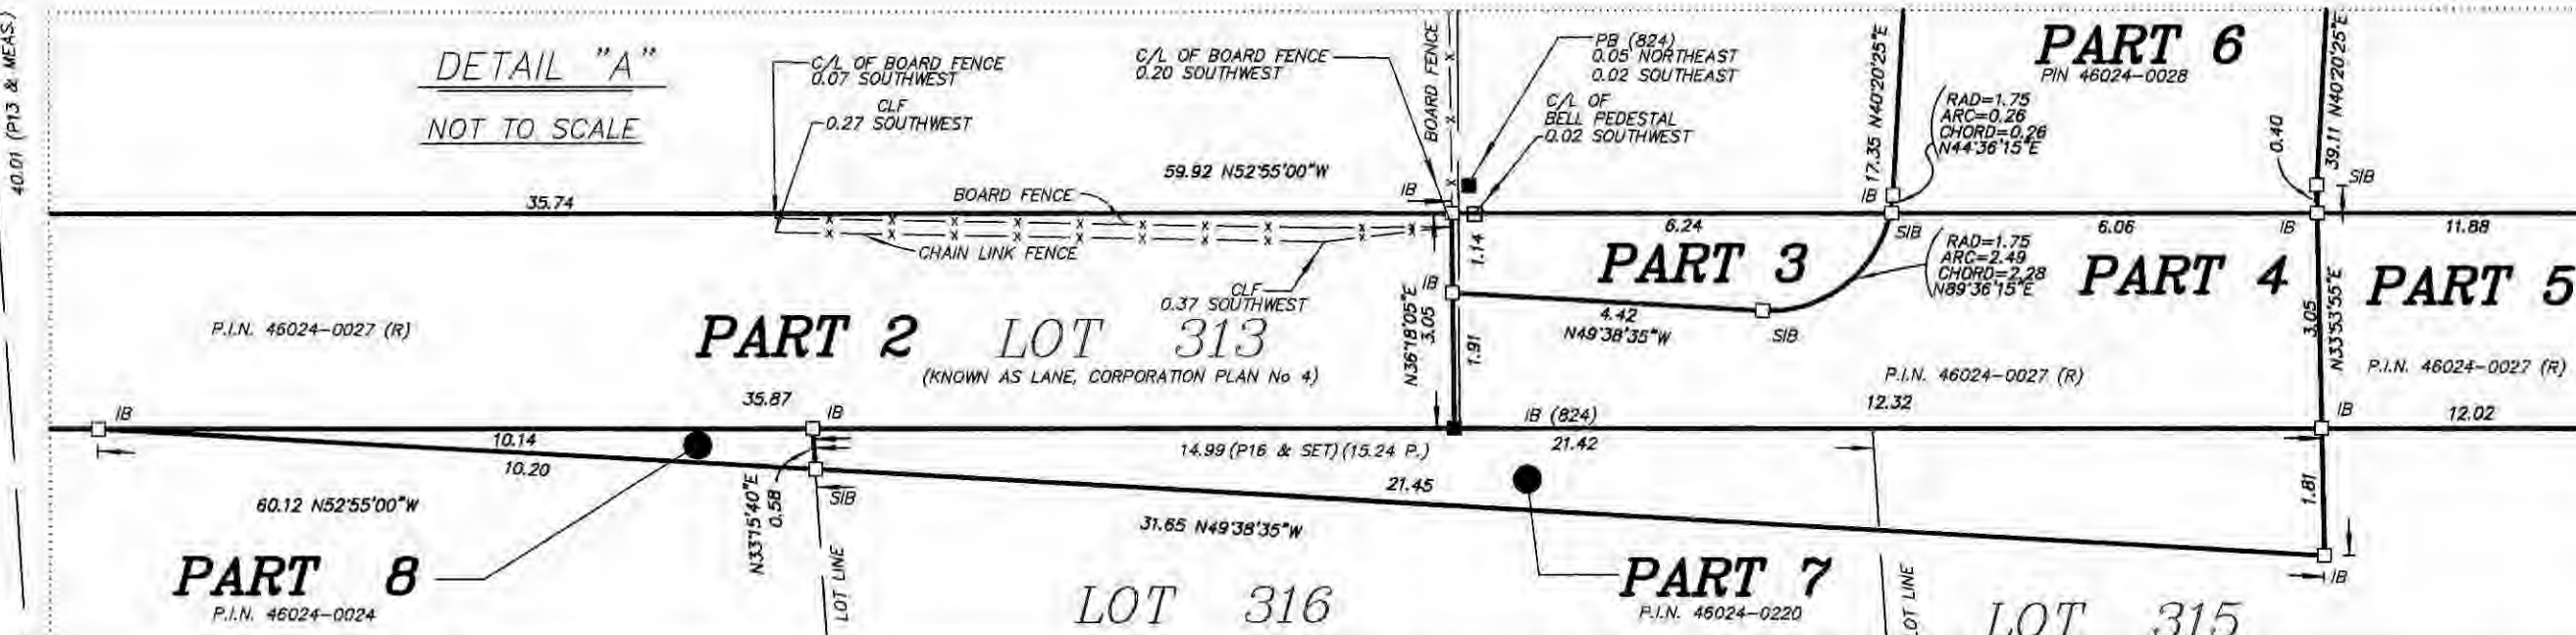 40.01 (P13 & MEAS.)
DETAIL "A"
NOT TO SCALE
C/L OF BOARD FENCE
0.07 SOUTHWEST
CLF
0.27 SOUTHWEST
C/L OF BOARD FENCE
0.20 SOUTHWEST
BOARD FENCE
PB (824)
0.05 NORTHEAST
0.02 SOUTHEAST
C/L OF
BELL PEDESTAL
0.02 SOUTHWEST
17.35 N40°20'25"E
PART 6
PIN 46024-0028
RAD=1.75
ARC=0.26
CHORD=0.26
N44°36'15"E
0.40
39.11 N40°20'25"E
SIB
59.92 N52°55'00"W
IB
IB
35.74
BOARD FENCE
CHAIN LINK FENCE
6.24
SIB
6.06
IB
11.88
1.14
PART 3
RAD=1.75
ARC=2.49
CHORD=2.28
N89°36'15"E
PART 4
PART 5
CLF
0.37 SOUTHWEST
IB
N36°18'05"E
3.05
4.42
N49°38'35"W
SIB
3.05
N33°53'55"E
P.I.N. 46024-0027 (R)
PART 2
LOT 313
(KNOWN AS LANE, CORPORATION PLAN No 4)
1.91
P.I.N. 46024-0027 (R)
P.I.N. 46024-0027 (R)
35.87
IB
IB
IB (824)
12.32
IB
12.02
10.14
10.20
14.99 (P16 & SET) (15.24 P.)
21.42
21.45
60.12 N52°55'00"W
N33°15'40"E
0.58
SIB
31.65 N49°38'35"W
1.81
IB
PART 8
P.I.N. 46024-0024
LOT LINE
LOT 316
PART 7
P.I.N. 46024-0220
LOT LINE
LOT 315